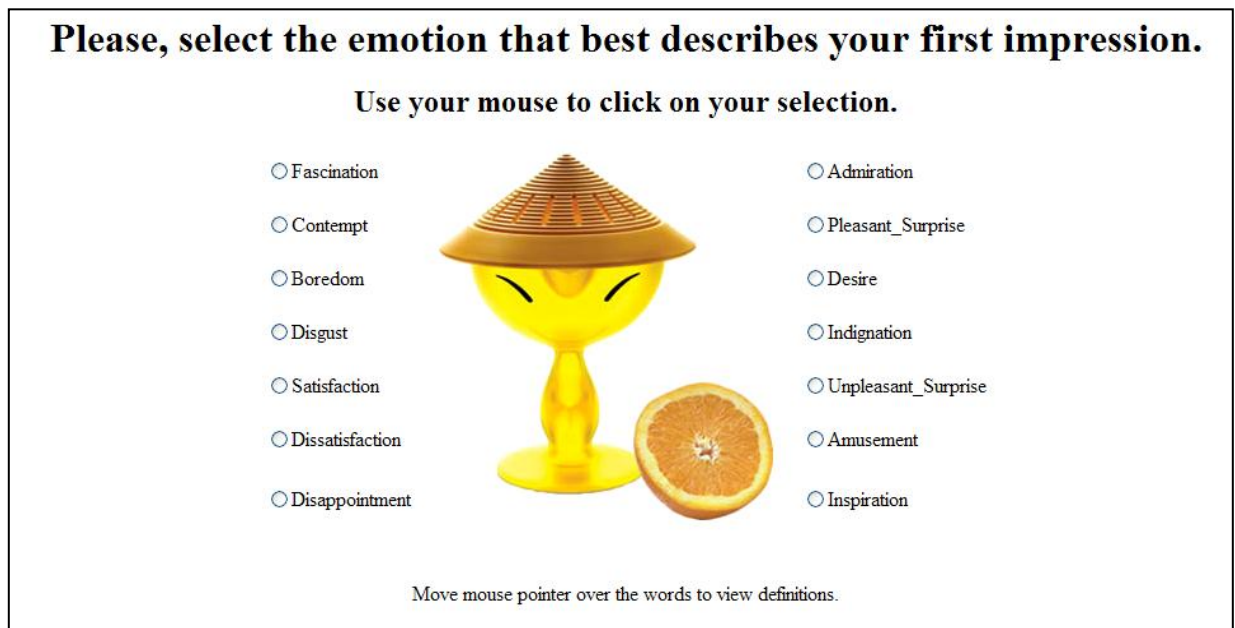 Please, select the emotion that best describes your first impression.
Use your mouse to click on your selection.
Fascination
Contempt
Boredom
Disgust
Satisfaction
Dissatisfaction
Disappointment
Admiration
Pleasant_Surprise
Desire
Indignation
Unpleasant_Surprise
Amusement
Inspiration
Move mouse pointer over the words to view definitions.